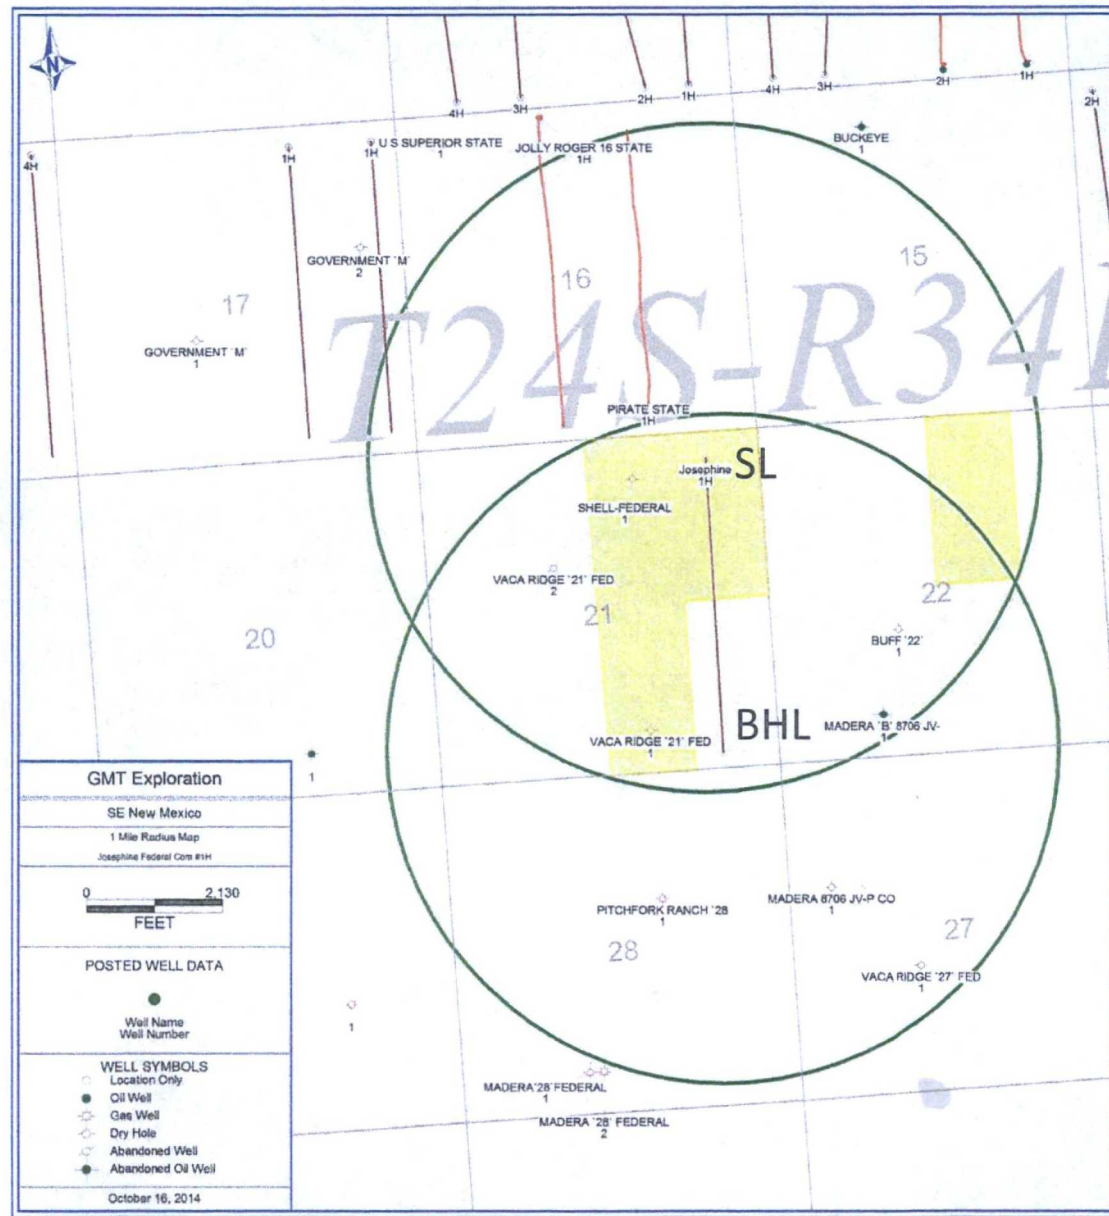 N
4H
3H
2H
1H
4H
3H
2H
1H
2H
4H
1H
1H
U S SUPERIOR STATE
1
JOLLY ROGER 16 STATE
1H
BUCKEYE
1
GOVERNMENT 'M'
2
17
16
15
GOVERNMENT 'M'
1
T24S-R34
PIRATE STATE
1H
Josephine
1H
SL
SHELL-FEDERAL
1
VACA RIDGE '21' FED
2
20
21
22
BUFF '22'
1
BHL
VACA RIDGE '21' FED
1
MADERA 'B' 8706 JV-
1
1
PITCHFORK RANCH '28
1
MADERA 8706 JV-P CO
1
28
27
VACA RIDGE '27' FED
1
1
MADERA'28'FEDERAL
1
MADERA '28' FEDERAL
2
GMT Exploration
SE New Mexico
1 Mile Radius Map
Josephine Federal Com #1H
0 2,130
FEET
POSTED WELL DATA
Well Name
Well Number
WELL SYMBOLS
Location Only
Oil Well
Gas Well
Dry Hole
Abandoned Well
Abandoned Oil Well
October 16, 2014